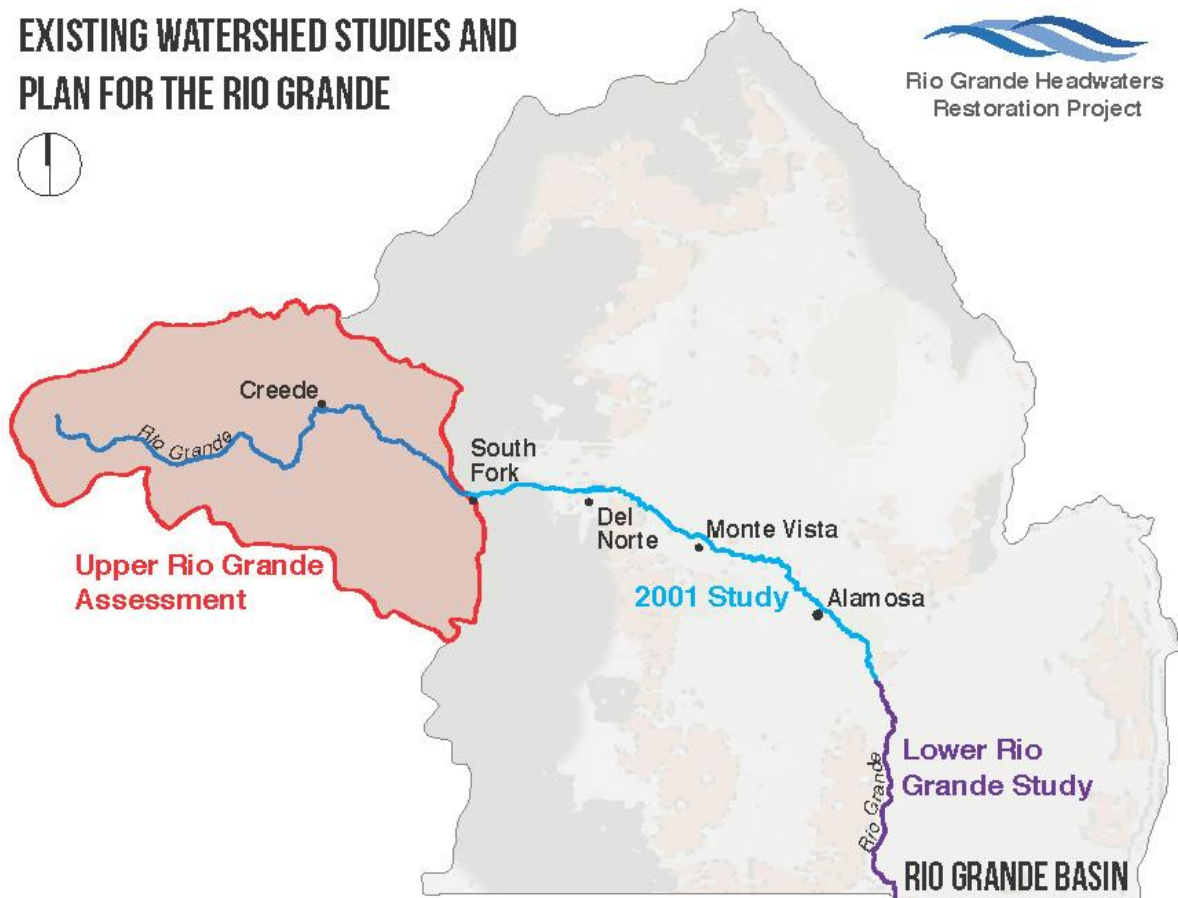 EXISTING WATERSHED STUDIES AND
PLAN FOR THE RIO GRANDE
Rio Grande Headwaters
Restoration Project
Creede
Rio Grande
South
Fork
Del
Norte
Monte Vista
Upper Rio Grande
Assessment
2001 Study
Alamosa
Lower Rio
Grande Study
Rio Grande
RIO GRANDE BASIN